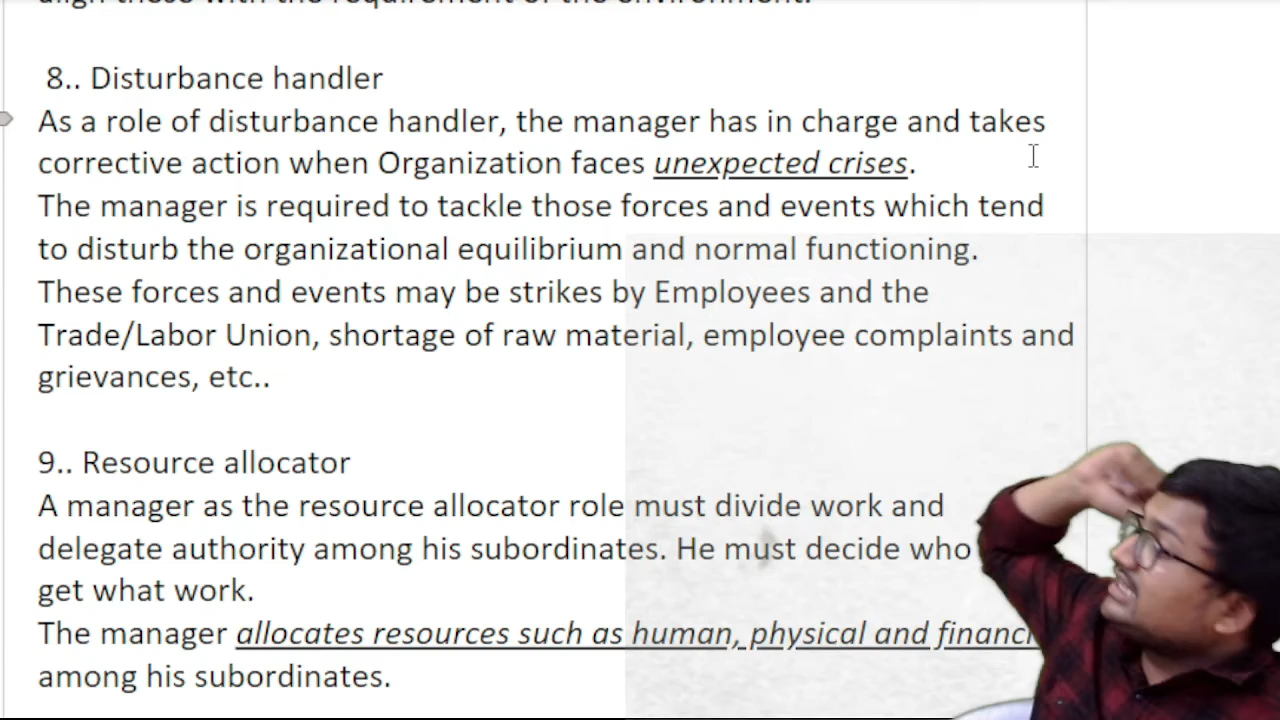 8.. Disturbance handler
As a role of disturbance handler, the manager has in charge and takes
corrective action when Organization faces unexpected crises.
The manager is required to tackle those forces and events which tend
to disturb the organizational equilibrium and normal functioning.
These forces and events may be strikes by Employees and the
Trade/Labor Union, shortage of raw material, employee complaints and
grievances, etc..
9.. Resource allocator
A manager as the resource allocator role must divide work and
delegate authority among his subordinates. He must decide who
get what work.
The manager allocates resources such as human, physical and
among his subordinates.